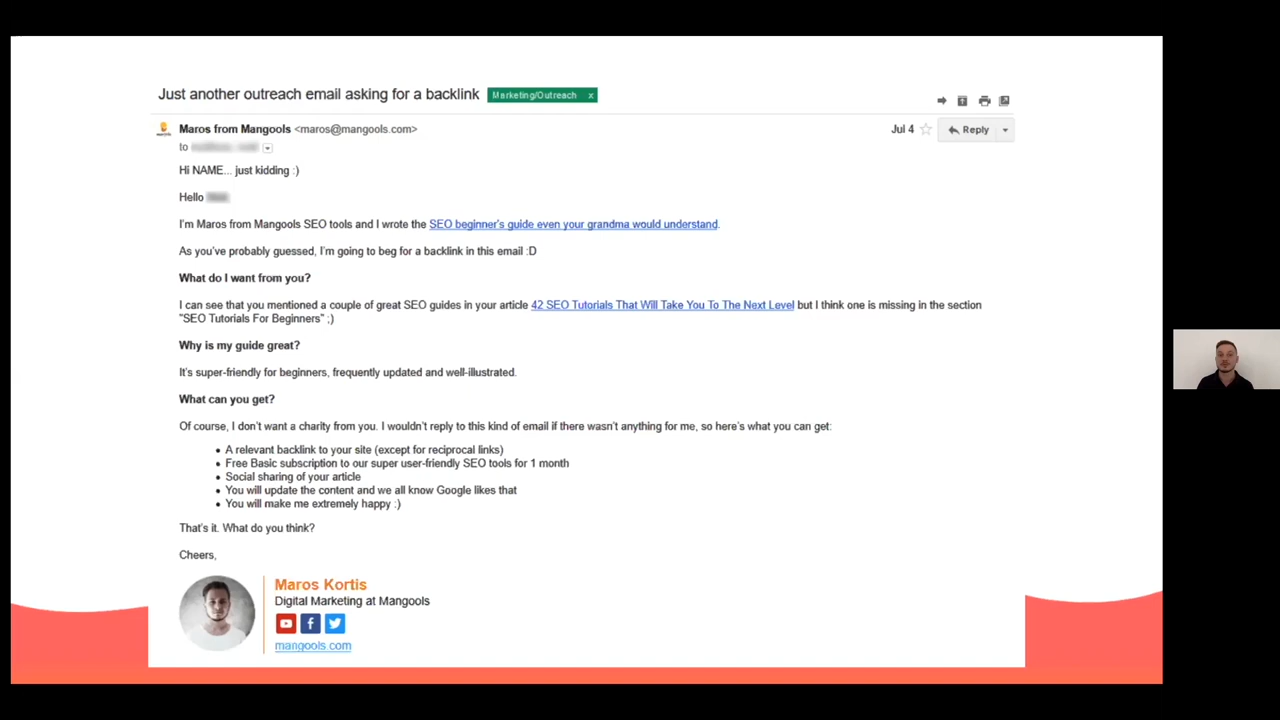 Just another outreach email asking for a backlink Marketing/Outreach x
Maros from Mangools <maros@mangools.com> Jul 4 Reply
to
Hi NAME... just kidding :)
Hello
I'm Maros from Mangools SEO tools and I wrote the SEO beginner's guide even your grandma would understand.
As you've probably guessed, I'm going to beg for a backlink in this email :D
What do I want from you?
I can see that you mentioned a couple of great SEO guides in your article 42 SEO Tutorials That Will Take You To The Next Level but I think one is missing in the section
"SEO Tutorials For Beginners" ;)
Why is my guide great?
It's super-friendly for beginners, frequently updated and well-illustrated.
What can you get?
Of course, I don't want a charity from you. I wouldn't reply to this kind of email if there wasn't anything for me, so here's what you can get:
• A relevant backlink to your site (except for reciprocal links)
• Free Basic subscription to our super user-friendly SEO tools for 1 month
• Social sharing of your article
• You will update the content and we all know Google likes that
• You will make me extremely happy :)
That's it. What do you think?
Cheers,
Maros Kortis
Digital Marketing at Mangools
mangools.com